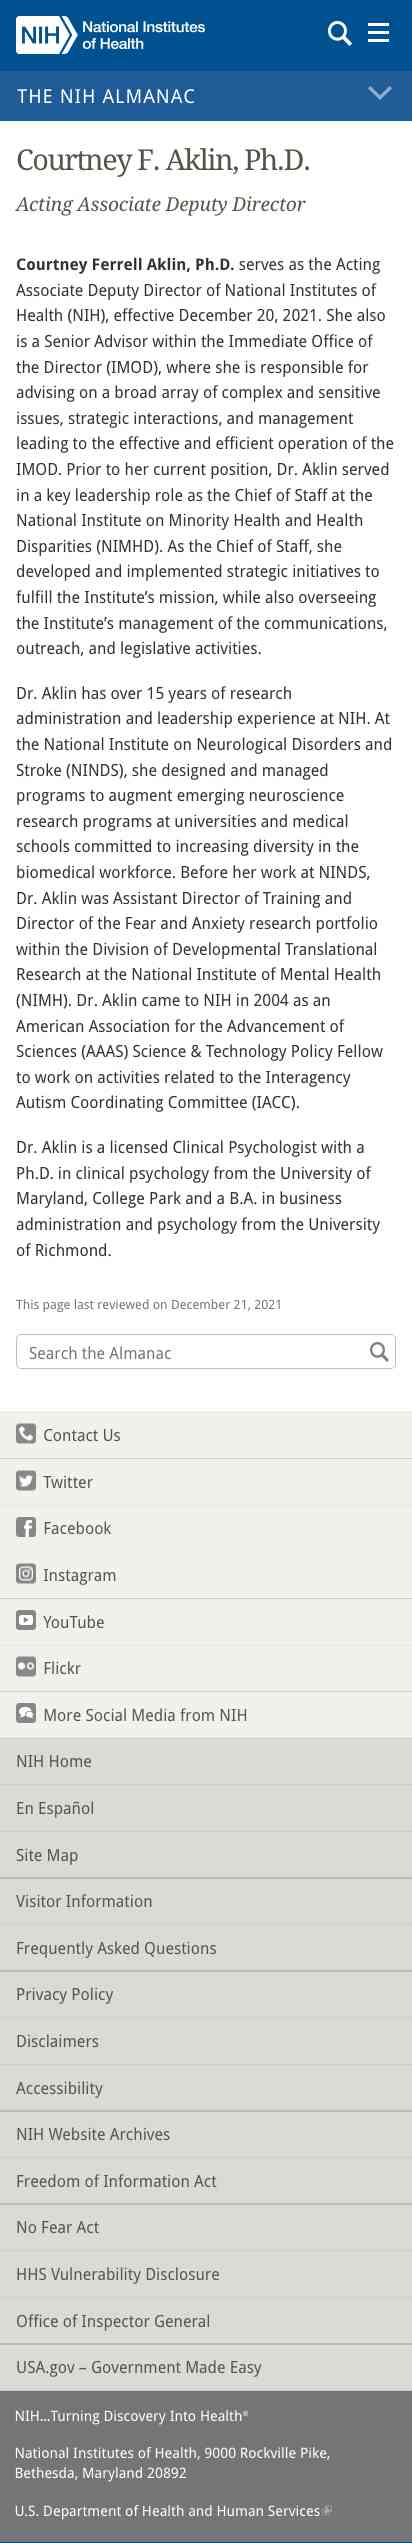 NIH National Institutes
of Health
THE NIH ALMANAC
Courtney F. Aklin, Ph.D.
Acting Associate Deputy Director
Courtney Ferrell Aklin, Ph.D. serves as the Acting
Associate Deputy Director of National Institutes of
Health (NIH), effective December 20, 2021. She also
is a Senior Advisor within the Immediate Office of
the Director (IMOD), where she is responsible for
advising on a broad array of complex and sensitive
issues, strategic interactions, and management
leading to the effective and efficient operation of the
IMOD. Prior to her current position, Dr. Aklin served
in a key leadership role as the Chief of Staff at the
National Institute on Minority Health and Health
Disparities (NIMHD). As the Chief of Staff, she
developed and implemented strategic initiatives to
fulfill the Institute’s mission, while also overseeing
the Institute’s management of the communications,
outreach, and legislative activities.
Dr. Aklin has over 15 years of research
administration and leadership experience at NIH. At
the National Institute on Neurological Disorders and
Stroke (NINDS), she designed and managed
programs to augment emerging neuroscience
research programs at universities and medical
schools committed to increasing diversity in the
biomedical workforce. Before her work at NINDS,
Dr. Aklin was Assistant Director of Training and
Director of the Fear and Anxiety research portfolio
within the Division of Developmental Translational
Research at the National Institute of Mental Health
(NIMH). Dr. Aklin came to NIH in 2004 as an
American Association for the Advancement of
Sciences (AAAS) Science & Technology Policy Fellow
to work on activities related to the Interagency
Autism Coordinating Committee (IACC).
Dr. Aklin is a licensed Clinical Psychologist with a
Ph.D. in clinical psychology from the University of
Maryland, College Park and a B.A. in business
administration and psychology from the University
of Richmond.
This page last reviewed on December 21, 2021
Search the Almanac
Contact Us
Twitter
Facebook
Instagram
YouTube
Flickr
More Social Media from NIH
NIH Home
En Español
Site Map
Visitor Information
Frequently Asked Questions
Privacy Policy
Disclaimers
Accessibility
NIH Website Archives
Freedom of Information Act
No Fear Act
HHS Vulnerability Disclosure
Office of Inspector General
USA.gov – Government Made Easy
NIH...Turning Discovery Into Health®
National Institutes of Health, 9000 Rockville Pike,
Bethesda, Maryland 20892
U.S. Department of Health and Human Services